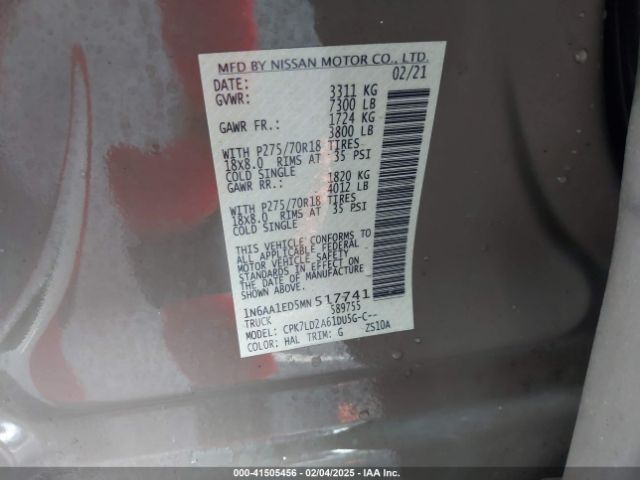 MFD BY NISSAN MOTOR CO., LTD.
DATE: 02/21
GVWR: 3311 KG
7300 LB
GAWR FR.: 1724 KG
3800 LB
WITH P275/70R18 TIRES
18X8.0 RIMS AT 35 PSI
COLD SINGLE
GAWR RR.: 1820 KG
4012 LB
WITH P275/70R18 TIRES
18X8.0 RIMS AT 35 PSI
COLD SINGLE
THIS VEHICLE CONFORMS TO
ALL APPLICABLE FEDERAL
MOTOR VEHICLE SAFETY
STANDARDS IN EFFECT ON
THE DATE OF MANUFACTURE
SHOWN ABOVE.
1N6AA1ED5MN517741
TRUCK 589755
MODEL: CPK7LD2A61DU5G-C--
COLOR: HAL TRIM: G ZS10A
000-41505456 - 02/04/2025 - IAA Inc.